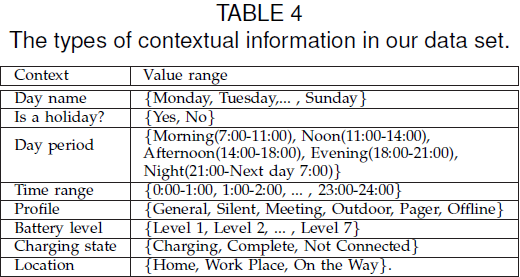 TABLE 4
The types of contextual information in our data set.
Context Value range
Day name {Monday, Tuesday,... , Sunday}
Is a holiday? {Yes, No}
Day period {Morning(7:00-11:00), Noon(11:00-14:00),
Afternoon(14:00-18:00), Evening(18:00-21:00),
Night(21:00-Next day 7:00)}
Time range {0:00-1:00, 1:00-2:00, ... , 23:00-24:00}
Profile {General, Silent, Meeting, Outdoor, Pager, Offline}
Battery level {Level 1, Level 2, ... , Level 7}
Charging state {Charging, Complete, Not Connected}
Location {Home, Work Place, On the Way}.